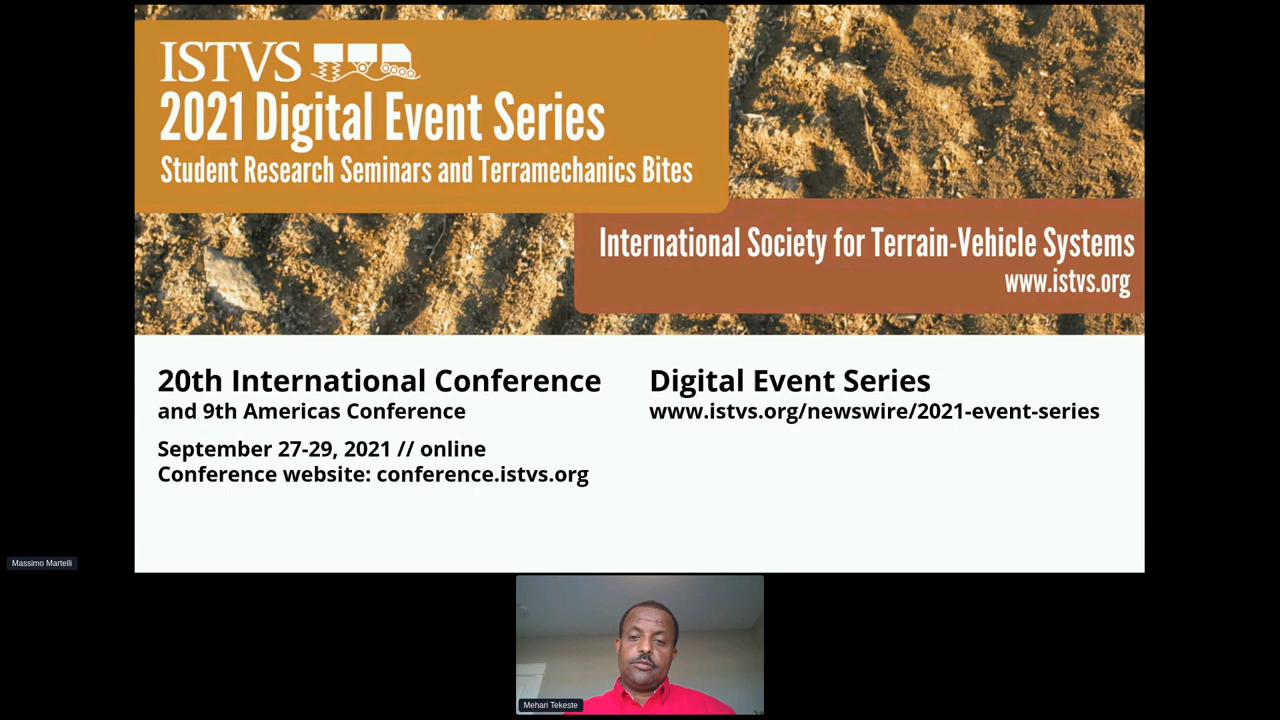 ISTVS
2021 Digital Event Series
Student Research Seminars and Terramechanics Bites
International Society for Terrain-Vehicle Systems
www.istvs.org
20th International Conference
and 9th Americas Conference
September 27-29, 2021 // online
Conference website: conference.istvs.org
Digital Event Series
www.istvs.org/newswire/2021-event-series
Massimo Martelli
Mehari Tekeste